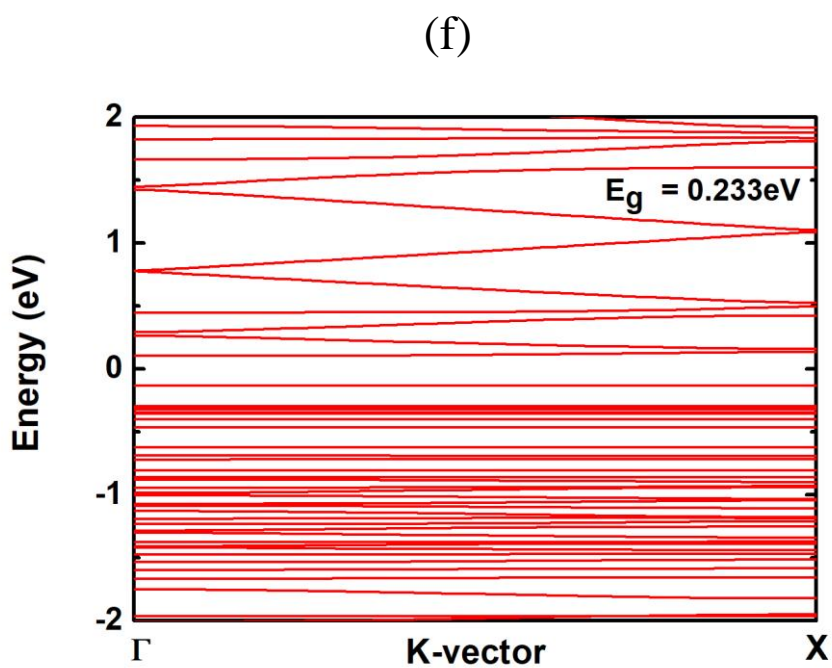 (f)
2
E_g = 0.233eV
1
Energy (eV)
0
-1
-2
Γ
K-vector
X